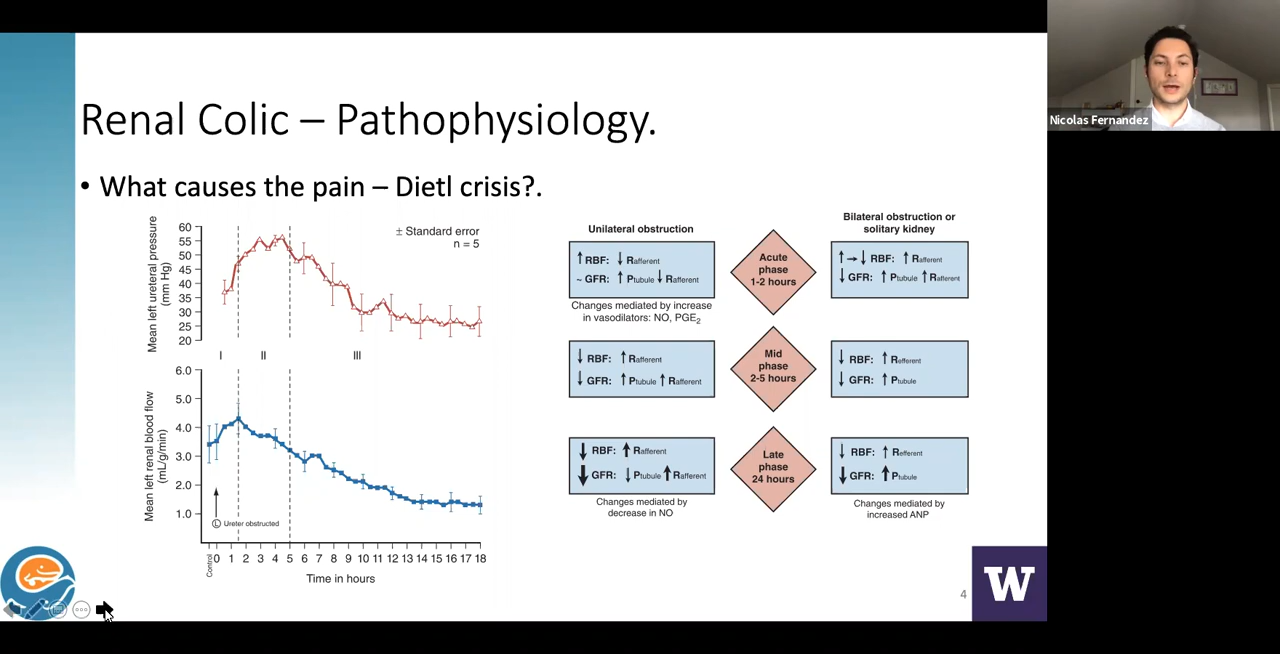 Renal Colic – Pathophysiology.
• What causes the pain – Dietl crisis?.
Mean left ureteral pressure
(mm Hg)
60
55
50
45
40
35
30
25
20
± Standard error
n = 5
I II III
Mean left renal blood flow
(mL/g/min)
6.0
5.0
4.0
3.0
2.0
1.0
L Ureter obstructed
Control 0 1 2 3 4 5 6 7 8 9 10 11 12 13 14 15 16 17 18
Time in hours
Unilateral obstruction
↑ RBF: ↓ Rafferent
~ GFR: ↑ Ptubule ↓ Rafferent
Changes mediated by increase
in vasodilators: NO, PGE2
↓ RBF: ↑ Rafferent
↓ GFR: ↑ Ptubule ↑ Rafferent
↓ RBF: ↑ Rafferent
↓ GFR: ↓ Ptubule ↑ Rafferent
Changes mediated by
decrease in NO
Acute
phase
1-2 hours
Mid
phase
2-5 hours
Late
phase
24 hours
Bilateral obstruction or
solitary kidney
↑ → ↓ RBF: ↑ Rafferent
↓ GFR: ↑ Ptubule ↑ Rafferent
↓ RBF: ↑ Refferent
↓ GFR: ↑ Ptubule
↓ RBF: ↑ Refferent
↓ GFR: ↑ Ptubule
Changes mediated by
increased ANP
4
W
Nicolas Fernandez